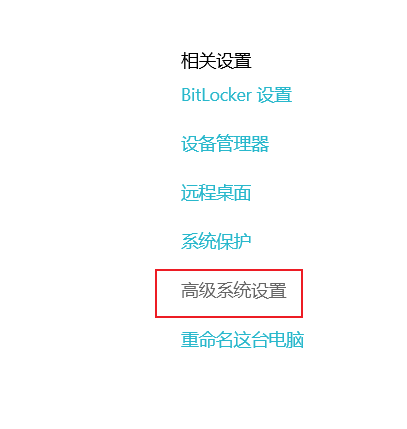 相关设置
BitLocker 设置
设备管理器
远程桌面
系统保护
高级系统设置
重命名这台电脑